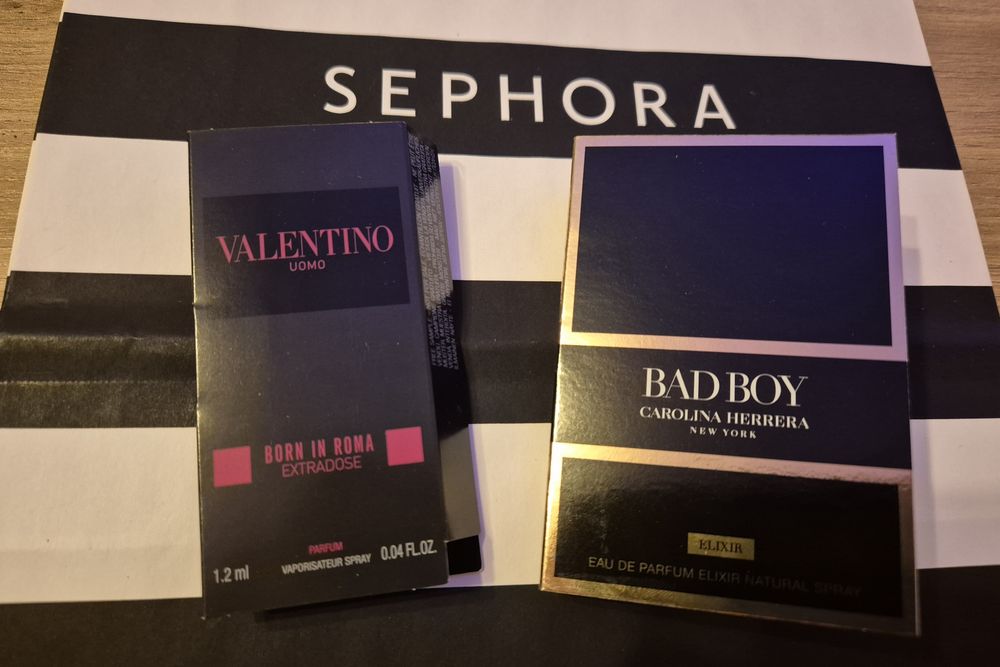 SEPHORA
VALENTINO
UOMO
BORN IN ROMA
EXTRADOSE
PARFUM
VAPORISATEUR SPRAY
1.2 ml
0.04 FL.OZ.
BAD BOY
CAROLINA HERRERA
NEW YORK
ELIXIR
EAU DE PARFUM ELIXIR NATURAL SPRAY